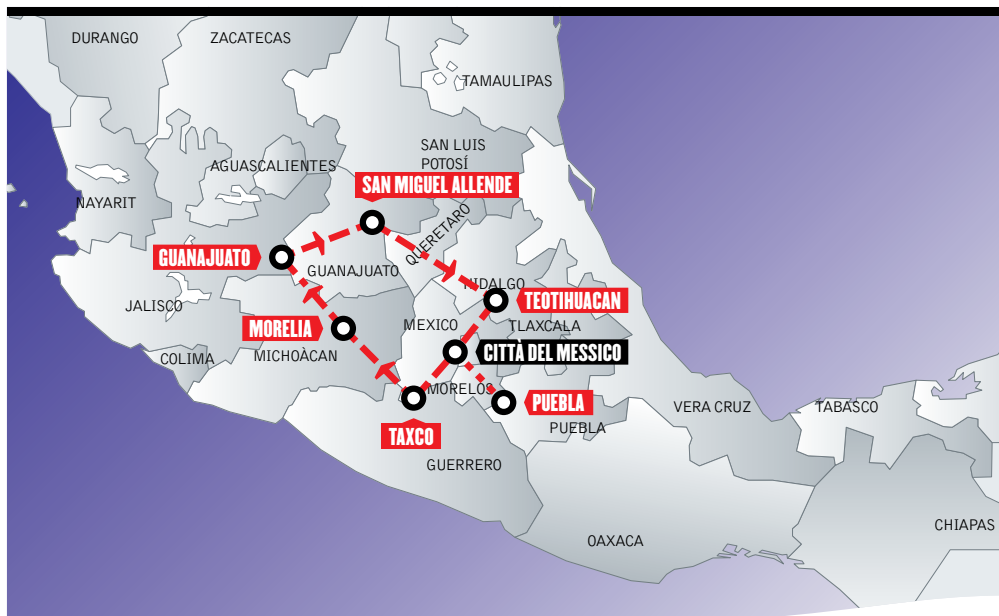 DURANGO
ZACATECAS
TAMAULIPAS
SAN LUIS
POTOSÍ
AGUASCALIENTES
SAN MIGUEL ALLENDE
NAYARIT
QUERETARO
GUANAJUATO
GUANAJUATO
HIDALGO
JALISCO
TEOTIHUACAN
MORELIA
MEXICO
TLAXCALA
COLIMA
MICHOÀCAN
CITTÀ DEL MESSICO
MORELOS
PUEBLA
VERA CRUZ
TABASCO
TAXCO
PUEBLA
GUERRERO
CHIAPAS
OAXACA